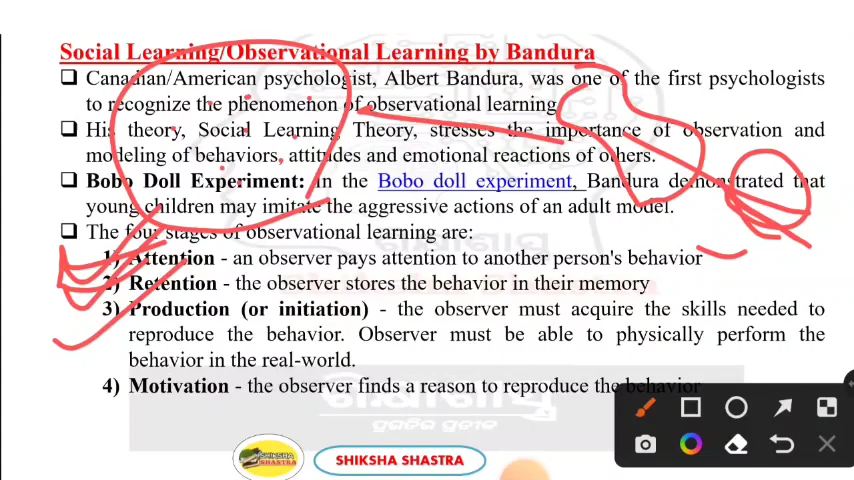 Social Learning/Observational Learning by Bandura
❑ Canadian/American psychologist, Albert Bandura, was one of the first psychologists
to recognize the phenomenon of observational learning
❑ His theory, Social Learning Theory, stresses the importance of observation and
modeling of behaviors, attitudes and emotional reactions of others.
❑ Bobo Doll Experiment: In the Bobo doll experiment, Bandura demonstrated that
young children may imitate the aggressive actions of an adult model.
❑ The four stages of observational learning are:
1) Attention - an observer pays attention to another person's behavior
2) Retention - the observer stores the behavior in their memory
3) Production (or initiation) - the observer must acquire the skills needed to
reproduce the behavior. Observer must be able to physically perform the
behavior in the real-world.
4) Motivation - the observer finds a reason to reproduce the behavior
SHIKSHA
SHASTRA
SHIKSHA SHASTRA